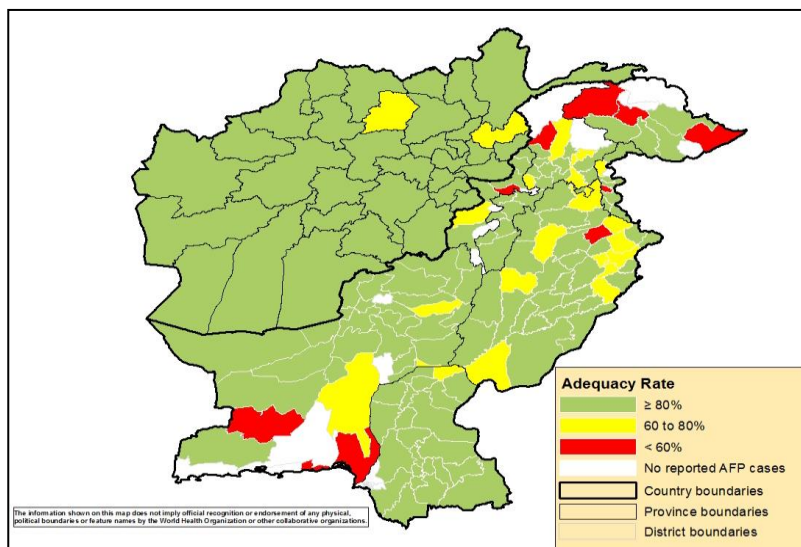 Adequacy Rate
≥ 80%
60 to 80%
< 60%
No reported AFP cases
Country boundaries
Province boundaries
District boundaries
The information shown on this map does not imply official recognition or endorsement of any physical,
political boundaries or feature names by the World Health Organization or other collaborative organizations.